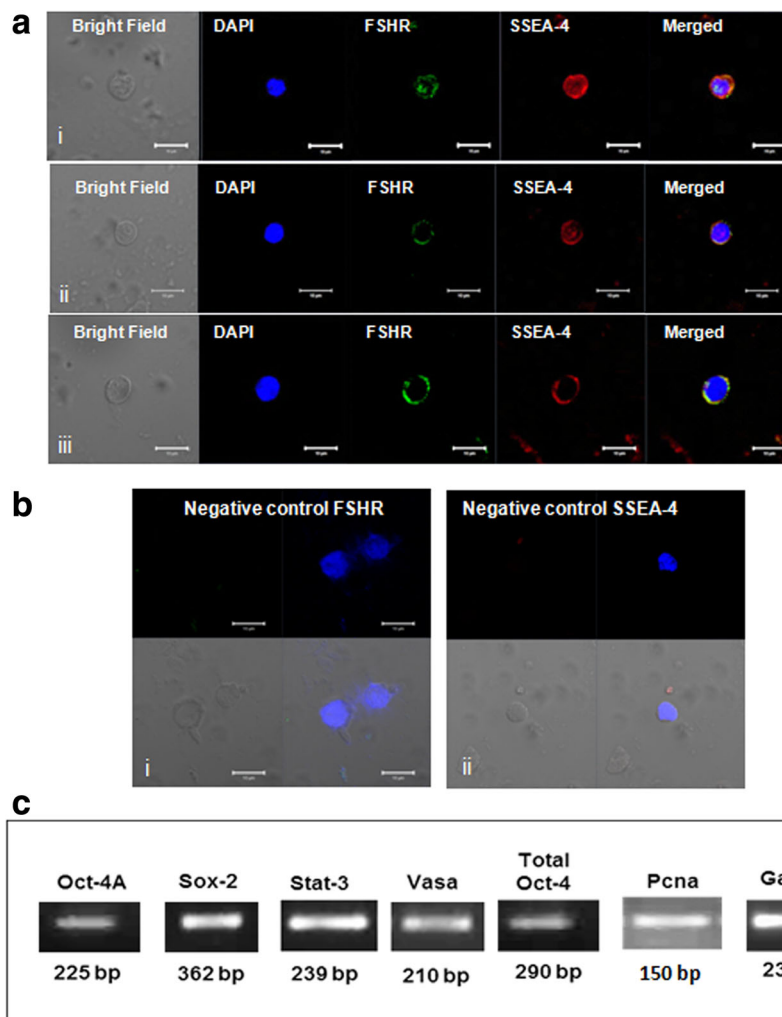 a
Bright Field DAPI FSHR SSEA-4 Merged
i
Bright Field DAPI FSHR SSEA-4 Merged
ii
Bright Field DAPI FSHR SSEA-4 Merged
iii
b
Negative control FSHR Negative control SSEA-4
i ii
c
Oct-4A Sox-2 Stat-3 Vasa Total Oct-4 Pcna Ga
225 bp 362 bp 239 bp 210 bp 290 bp 150 bp 23